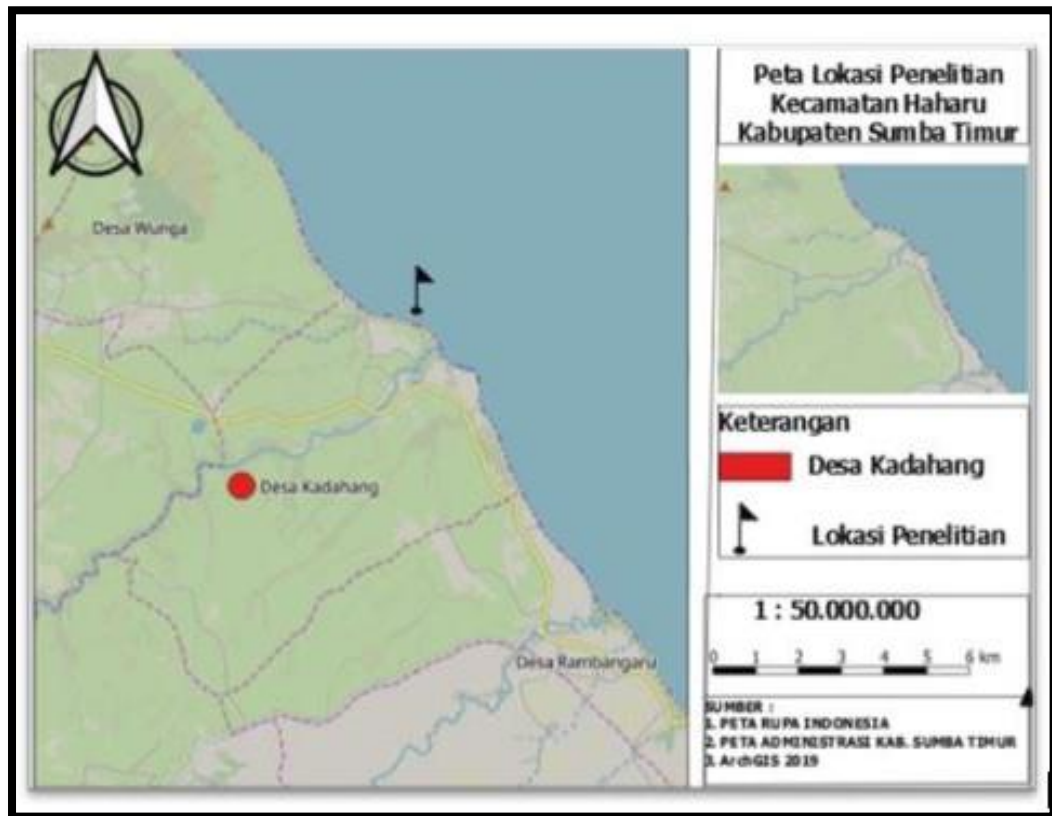 Peta Lokasi Penelitian
Kecamatan Haharu
Kabupaten Sumba Timur
Desa Wunga
Desa Kadahang
Desa Rambangaru
Keterangan
Desa Kadahang
Lokasi Penelitian
1 : 50.000.000
0 1 2 3 4 5 6 km
SUMBER :
1. PETA RUPA INDONESIA
2. PETA ADMINISTRASI KAB. SUMBA TIMUR
3. ArchGIS 2019